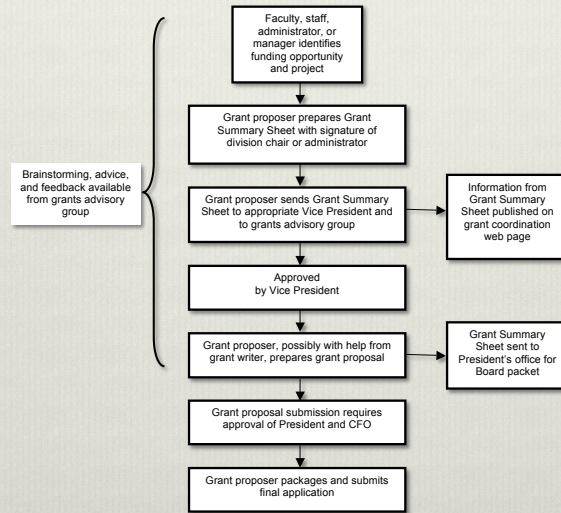 Faculty, staff,
administrator, or
manager identifies
funding opportunity
and project
Grant proposer prepares Grant
Summary Sheet with signature of
division chair or administrator
Brainstorming, advice,
and feedback available
from grants advisory
group
Grant proposer sends Grant Summary
Sheet to appropriate Vice President and
to grants advisory group
Information from
Grant Summary
Sheet published on
grant coordination
web page
Approved
by Vice President
Grant proposer, possibly with help from
grant writer, prepares grant proposal
Grant Summary
Sheet sent to
President's office for
Board packet
Grant proposal submission requires
approval of President and CFO
Grant proposer packages and submits
final application